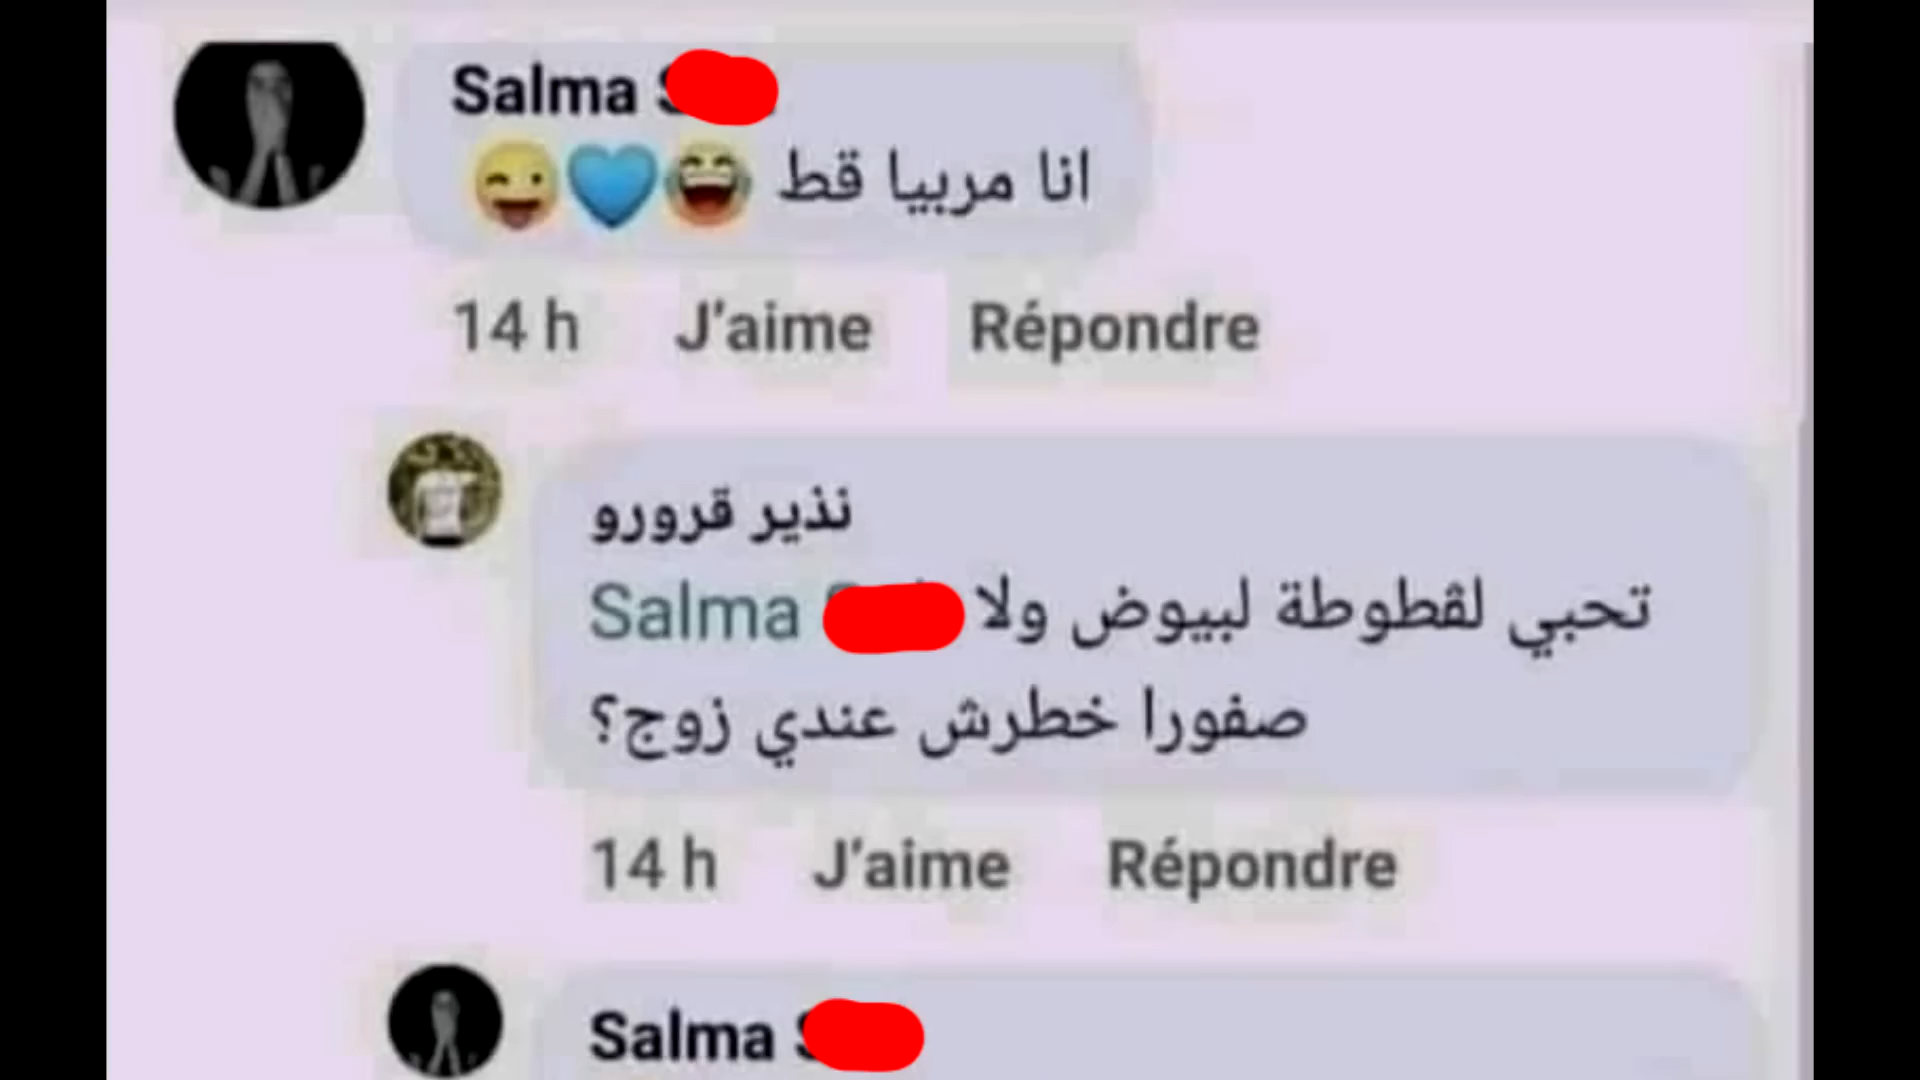 Salma
انا مربيا قط 😂💙😜
14 h J'aime Répondre
نذير قرورو
Salma تحبي لڨطوطة لبيوض ولا
صفورا خطرش عندي زوج؟
14 h J'aime Répondre
Salma